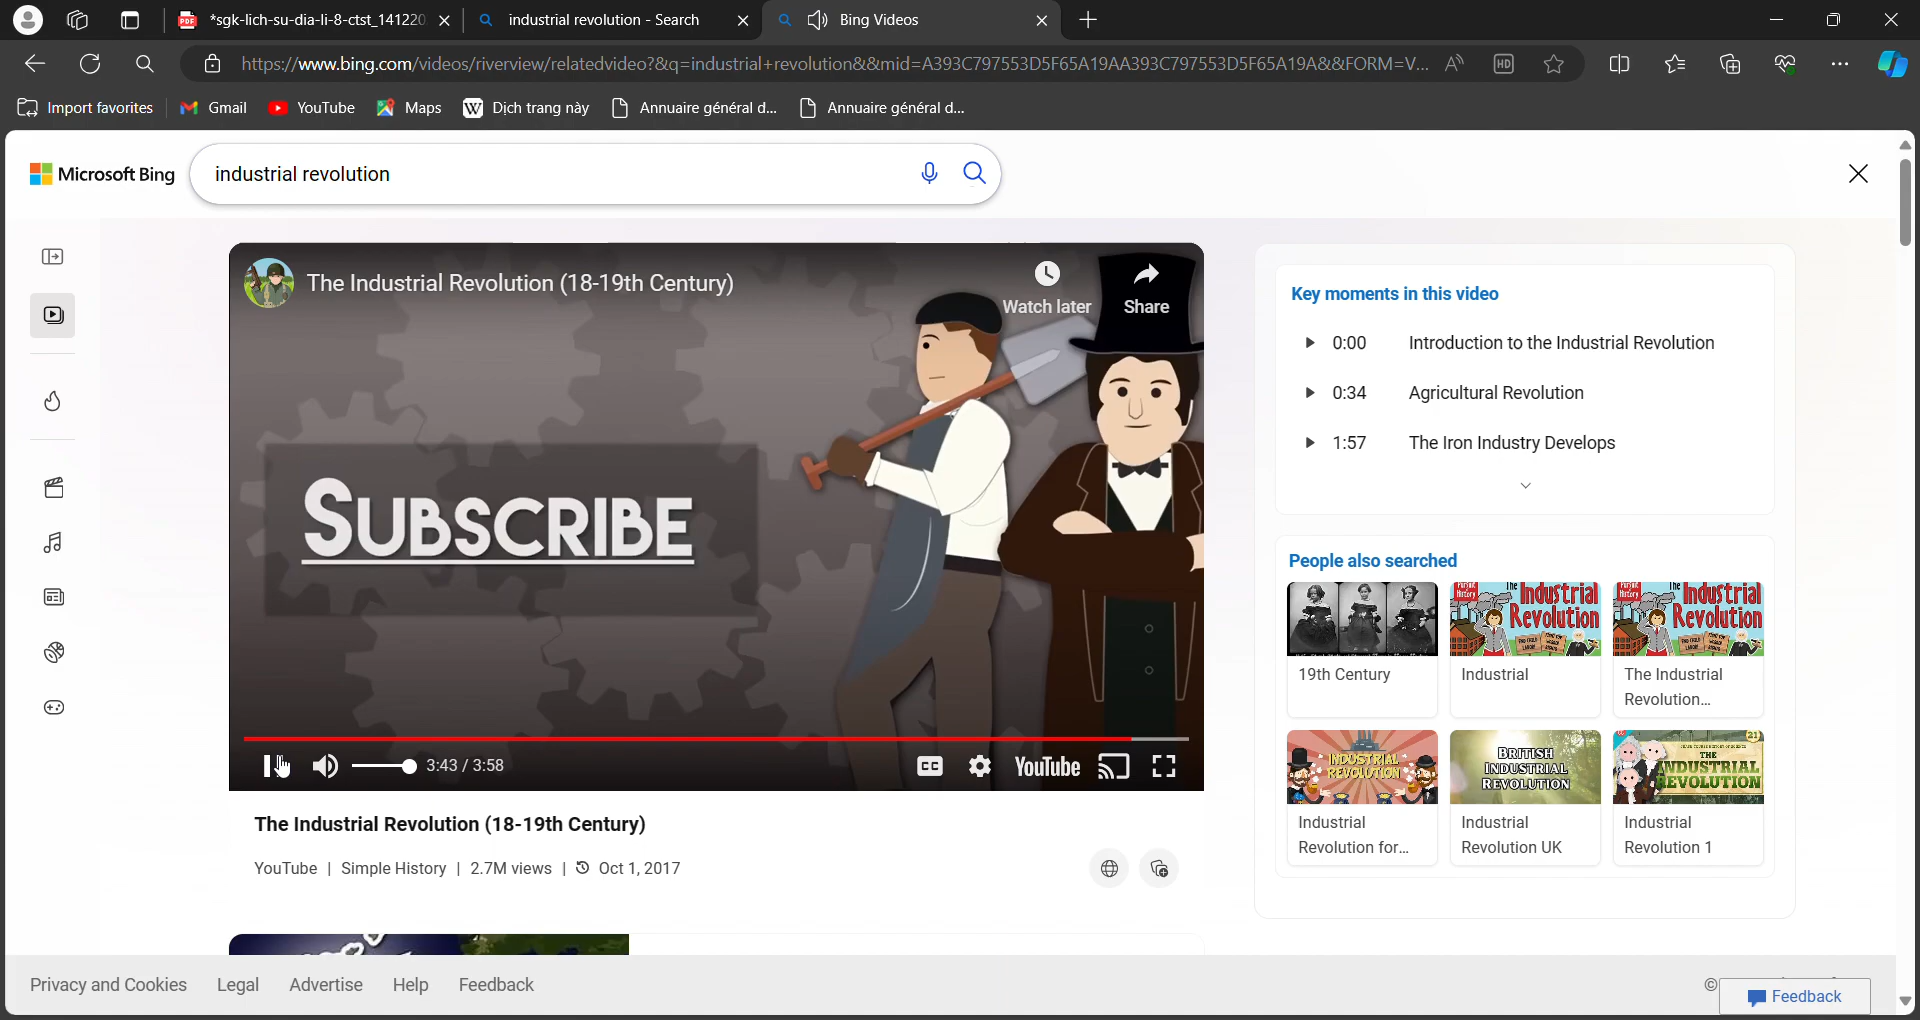 *sgk-lich-su-dia-li-8-ctst_141220
industrial revolution - Search
Bing Videos
https://www.bing.com/videos/riverview/relatedvideo?&q=industrial+revolution&&mid=A393C797553D5F65A19AA393C797553D5F65A19A&&FORM=V...
HD
Import favorites
Gmail
YouTube
Maps
W Dịch trang này
Annuaire général d...
Annuaire général d...
Microsoft Bing
industrial revolution
The Industrial Revolution (18-19th Century)
Watch later
Share
SUBSCRIBE
3:43 / 3:58
CC
YouTube
The Industrial Revolution (18-19th Century)
YouTube | Simple History | 2.7M views | Oct 1, 2017
Key moments in this video
0:00 Introduction to the Industrial Revolution
0:34 Agricultural Revolution
1:57 The Iron Industry Develops
People also searched
19th Century
Industrial
The Industrial
Revolution...
Industrial
Revolution for...
Industrial
Revolution UK
Industrial
Revolution 1
Privacy and Cookies
Legal
Advertise
Help
Feedback
©
Feedback